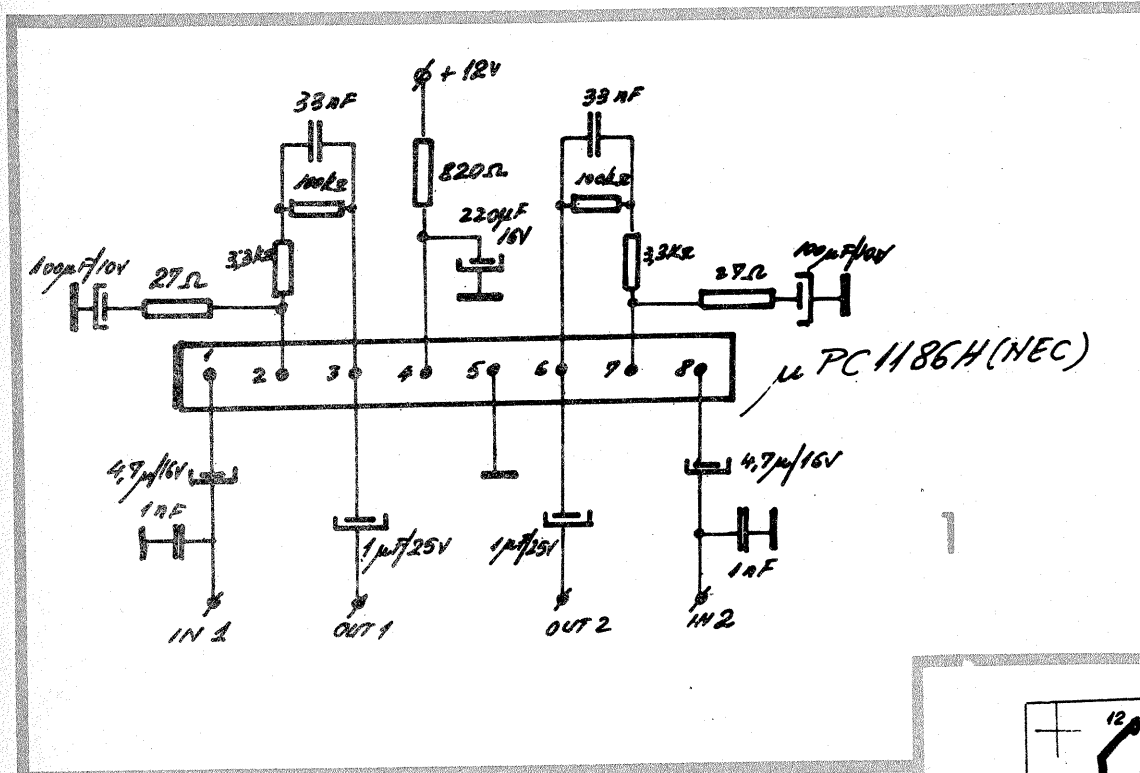 + 12V
33nF
33nF
820Ω
100kΩ
100kΩ
220µF
16V
100µF/10V
27Ω
3,3kΩ
3,3kΩ
27Ω
100µF/10V
1
2
3
4
5
6
7
8
µPC1186H(NEC)
4,7µ/16V
4,7µ/16V
1nF
1µF/25V
1µF/25V
1nF
1
IN 1
OUT 1
OUT 2
IN 2
12